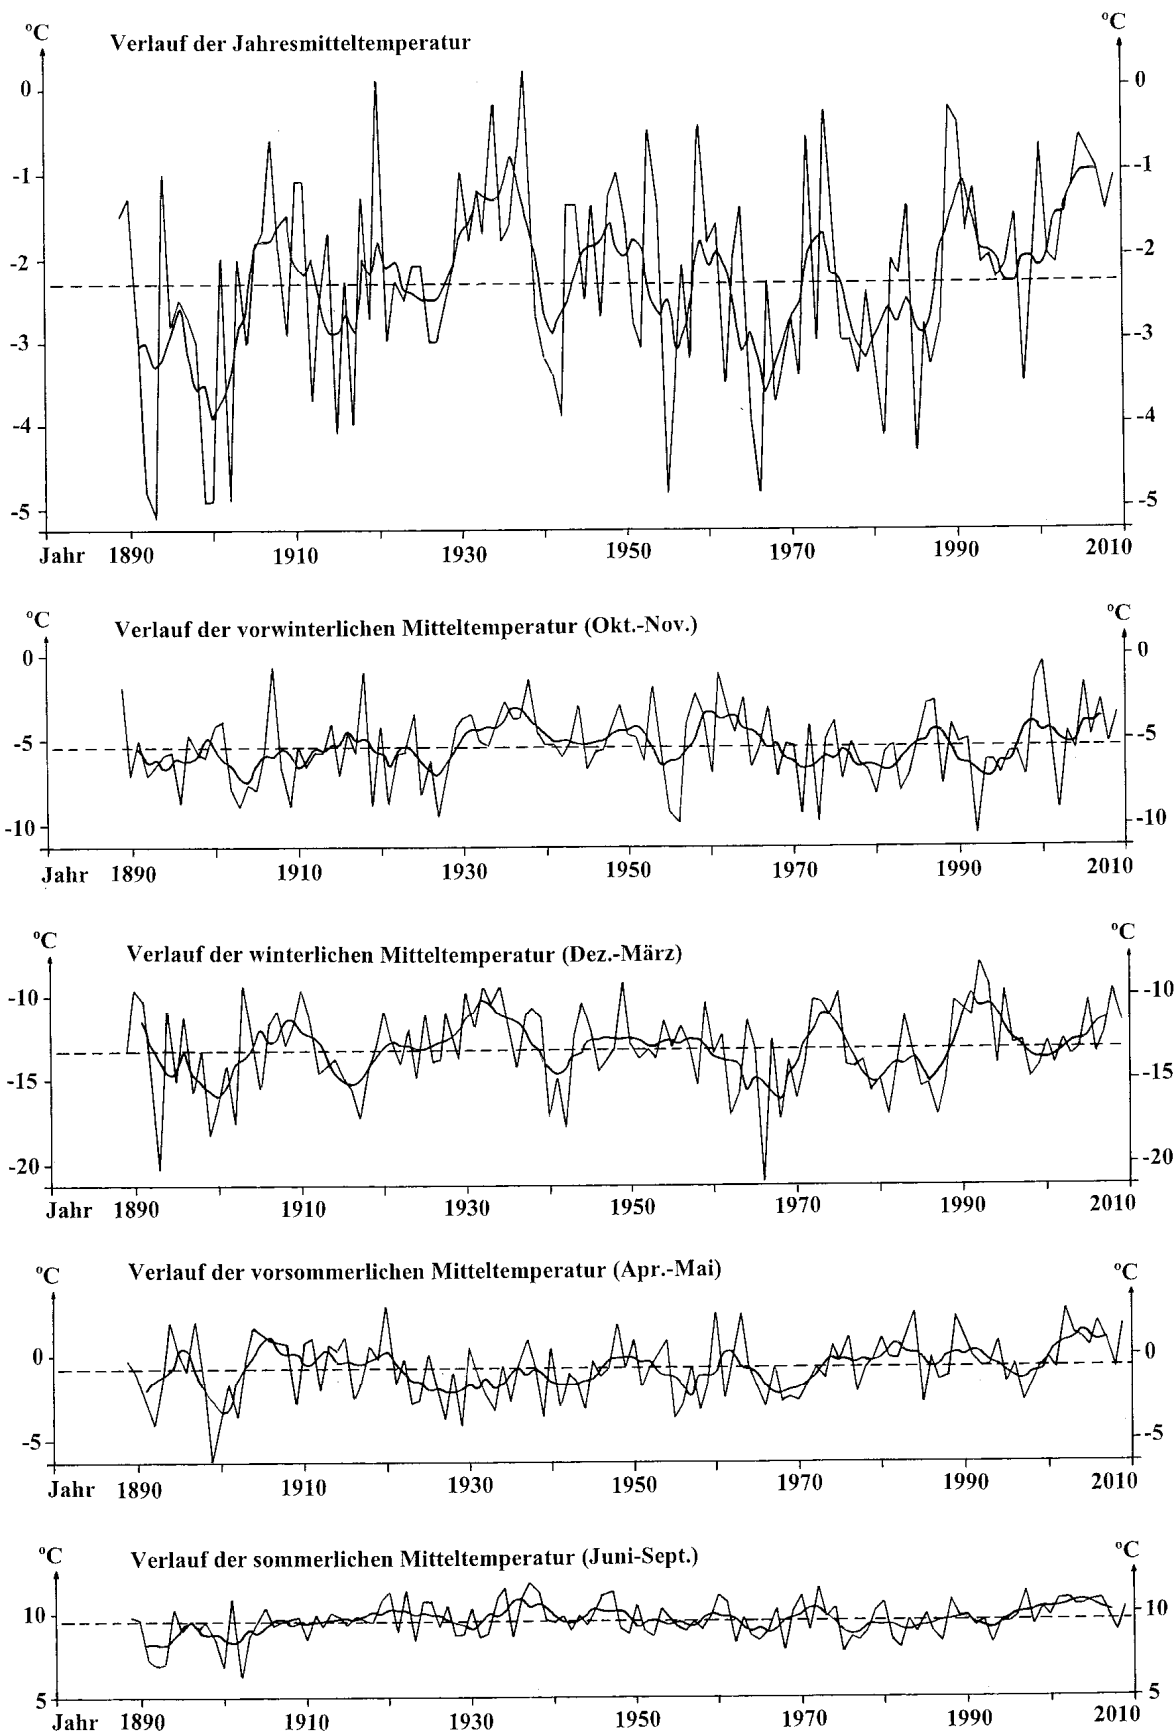 °C
°C
Verlauf der Jahresmitteltemperatur
0
0
-1
-1
-2
-2
-3
-3
-4
-4
-5
-5
Jahr 1890 1910 1930 1950 1970 1990 2010
°C
°C
Verlauf der vorwinterlichen Mitteltemperatur (Okt.-Nov.)
0
0
-5
-5
-10
-10
Jahr 1890 1910 1930 1950 1970 1990 2010
°C
°C
Verlauf der winterlichen Mitteltemperatur (Dez.-März)
-10
-10
-15
-15
-20
-20
Jahr 1890 1910 1930 1950 1970 1990 2010
°C
°C
Verlauf der vorsommerlichen Mitteltemperatur (Apr.-Mai)
0
0
-5
-5
Jahr 1890 1910 1930 1950 1970 1990 2010
°C
°C
Verlauf der sommerlichen Mitteltemperatur (Juni-Sept.)
10
10
5
5
Jahr 1890 1910 1930 1950 1970 1990 2010